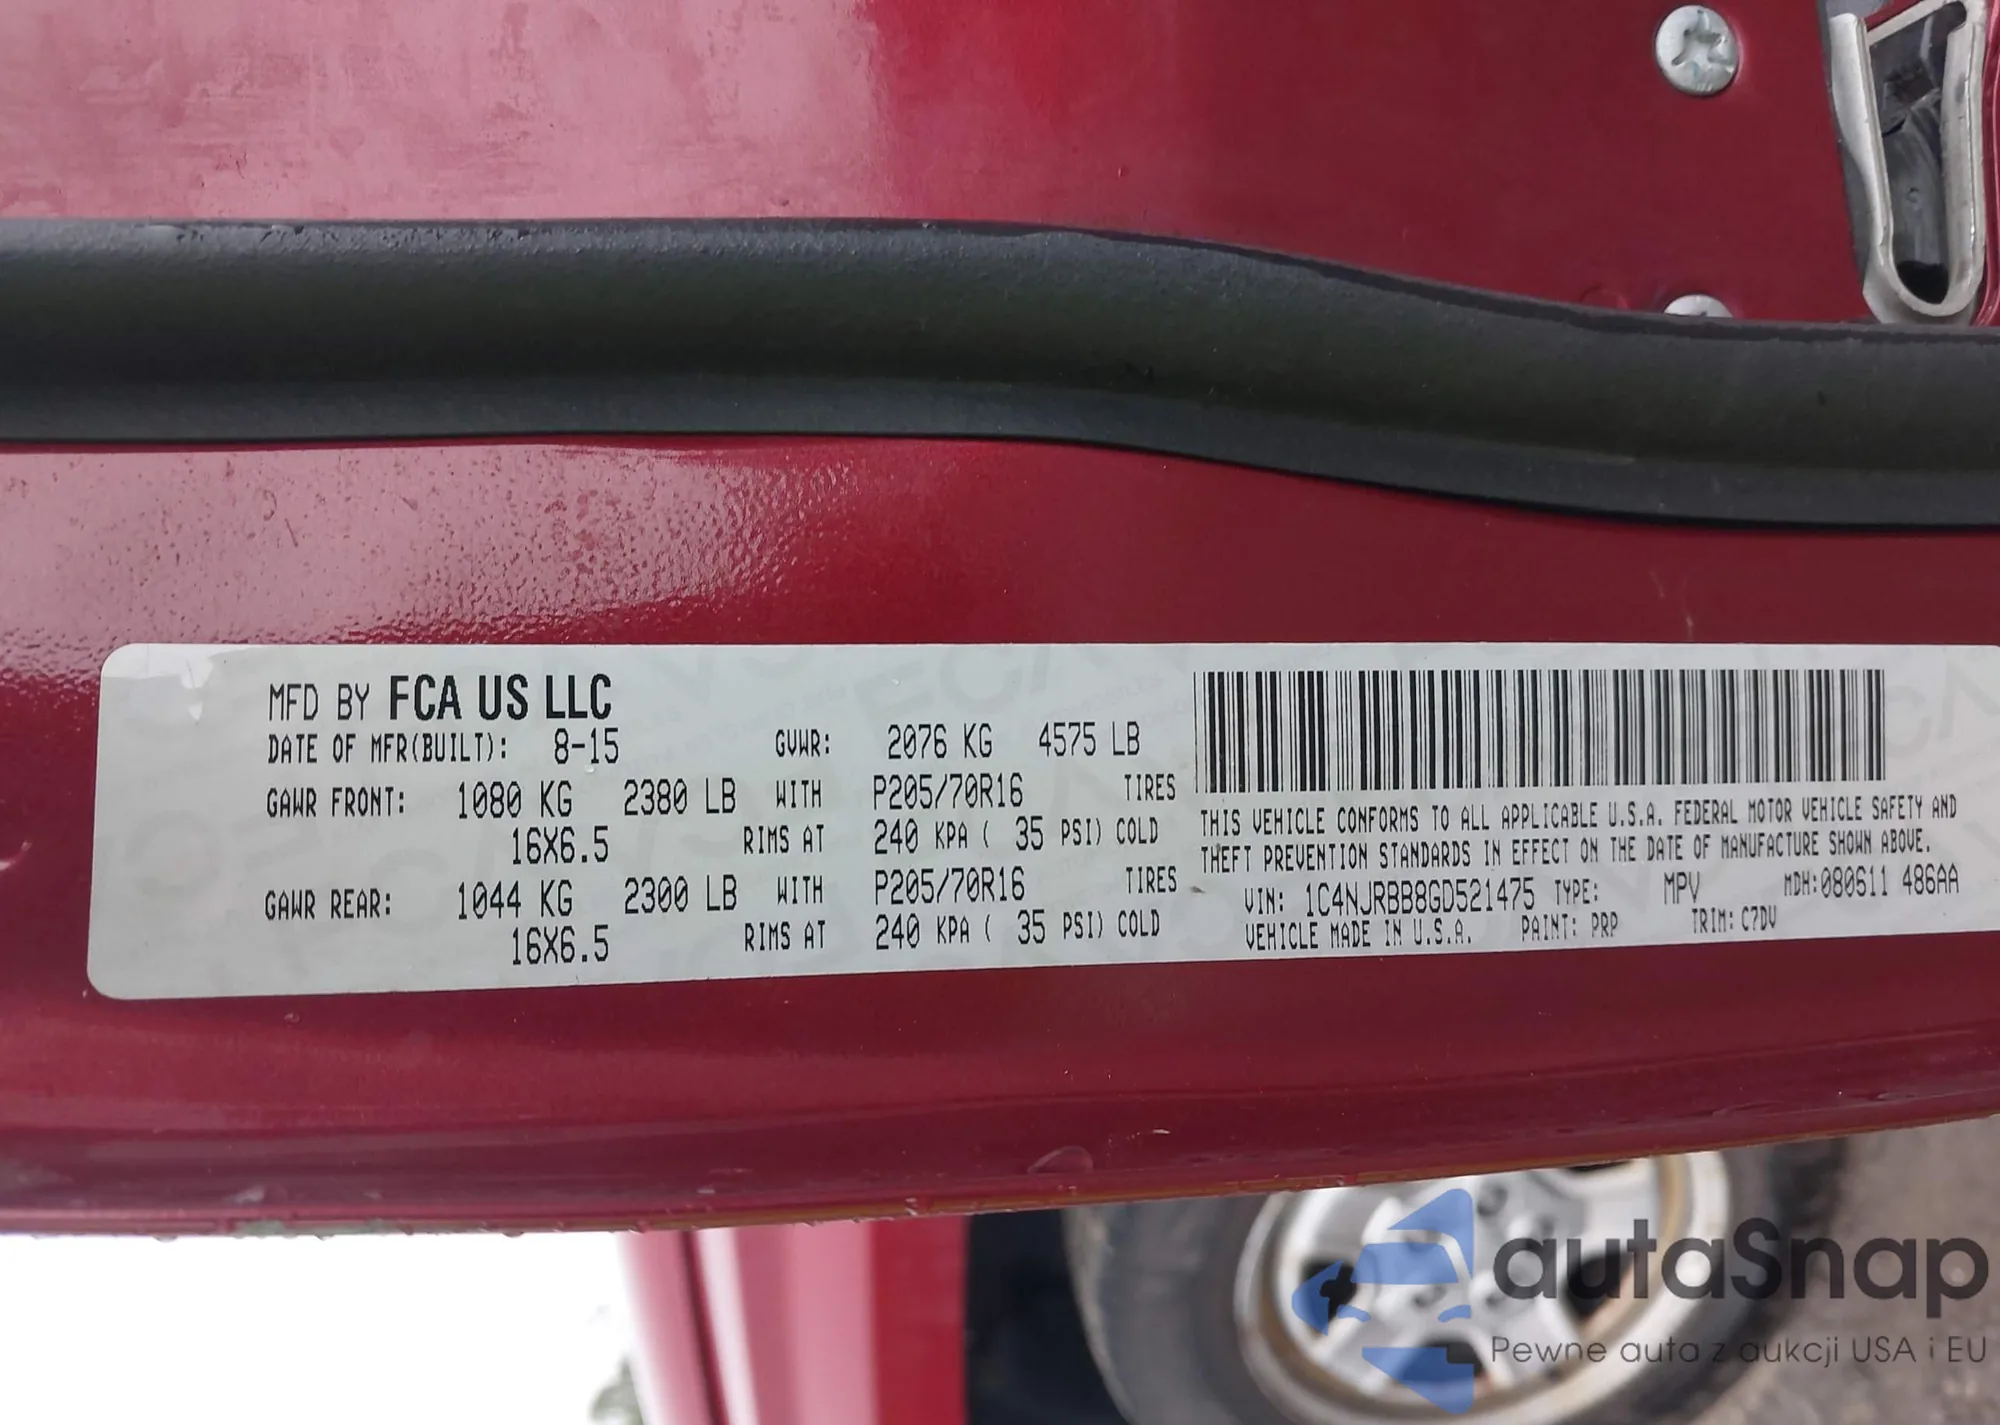 MFD BY FCA US LLC
DATE OF MFR(BUILT): 8-15 GVWR: 2076 KG 4575 LB
GAWR FRONT: 1080 KG 2380 LB WITH P205/70R16 TIRES
16X6.5 RIMS AT 240 KPA ( 35 PSI) COLD
GAWR REAR: 1044 KG 2300 LB WITH P205/70R16 TIRES
16X6.5 RIMS AT 240 KPA ( 35 PSI) COLD
THIS VEHICLE CONFORMS TO ALL APPLICABLE U.S.A. FEDERAL MOTOR VEHICLE SAFETY AND
THEFT PREVENTION STANDARDS IN EFFECT ON THE DATE OF MANUFACTURE SHOWN ABOVE.
VIN: 1C4NJRBB8GD521475 TYPE: MPV MDH:080611 486AA
VEHICLE MADE IN U.S.A. PAINT: PRP TRIM: C7DV
autaSnap
Pewne auta z aukcji USA i EU